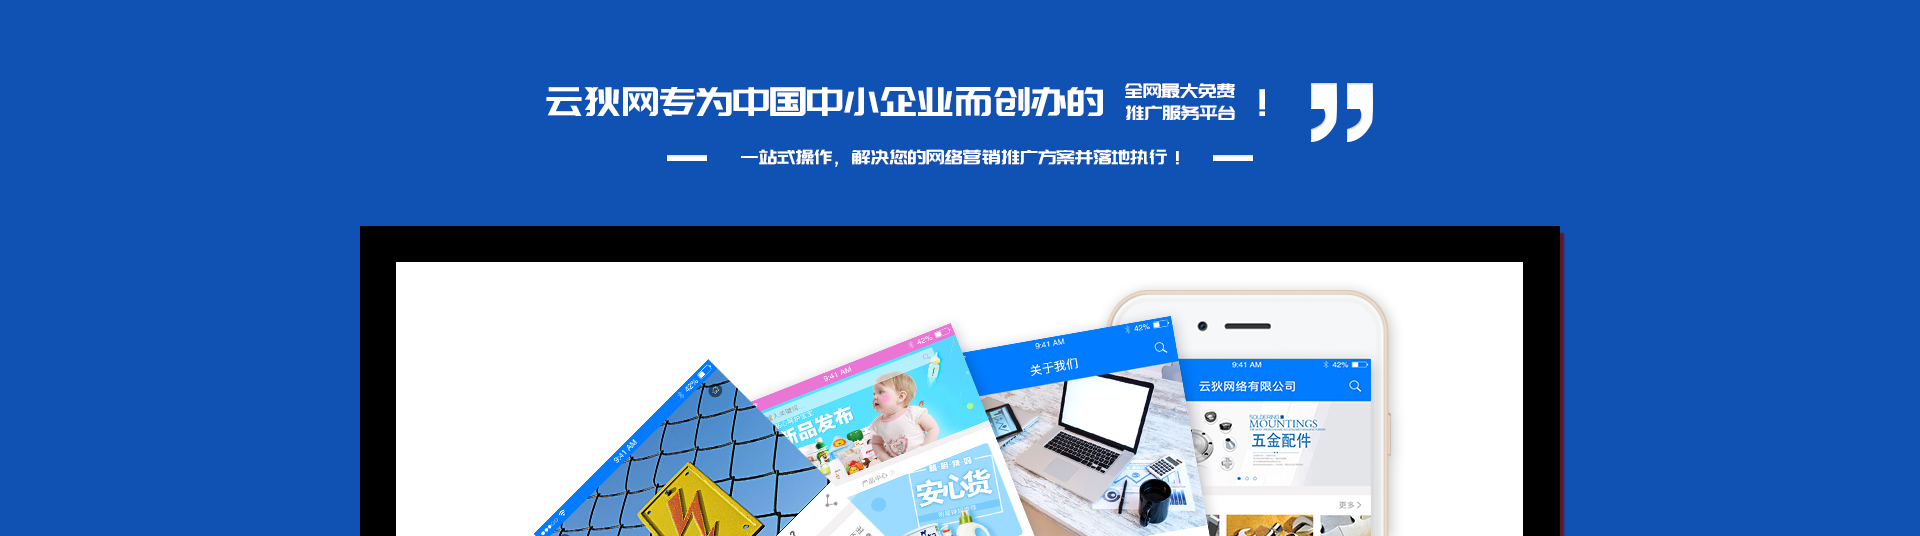 云狄网专为中国中小企业而创办的 全网最大免费推广服务平台 ！ ”
一站式操作，解决您的网络营销推广方案并落地执行！
42%
9:41 AM
42%
9:41 AM
新品发布
产品中心
安心货
42%
9:41 AM
关于我们
9:41 AM 42%
云狄网络有限公司
SOLDERING
MOUNTINGS
五金配件
更多